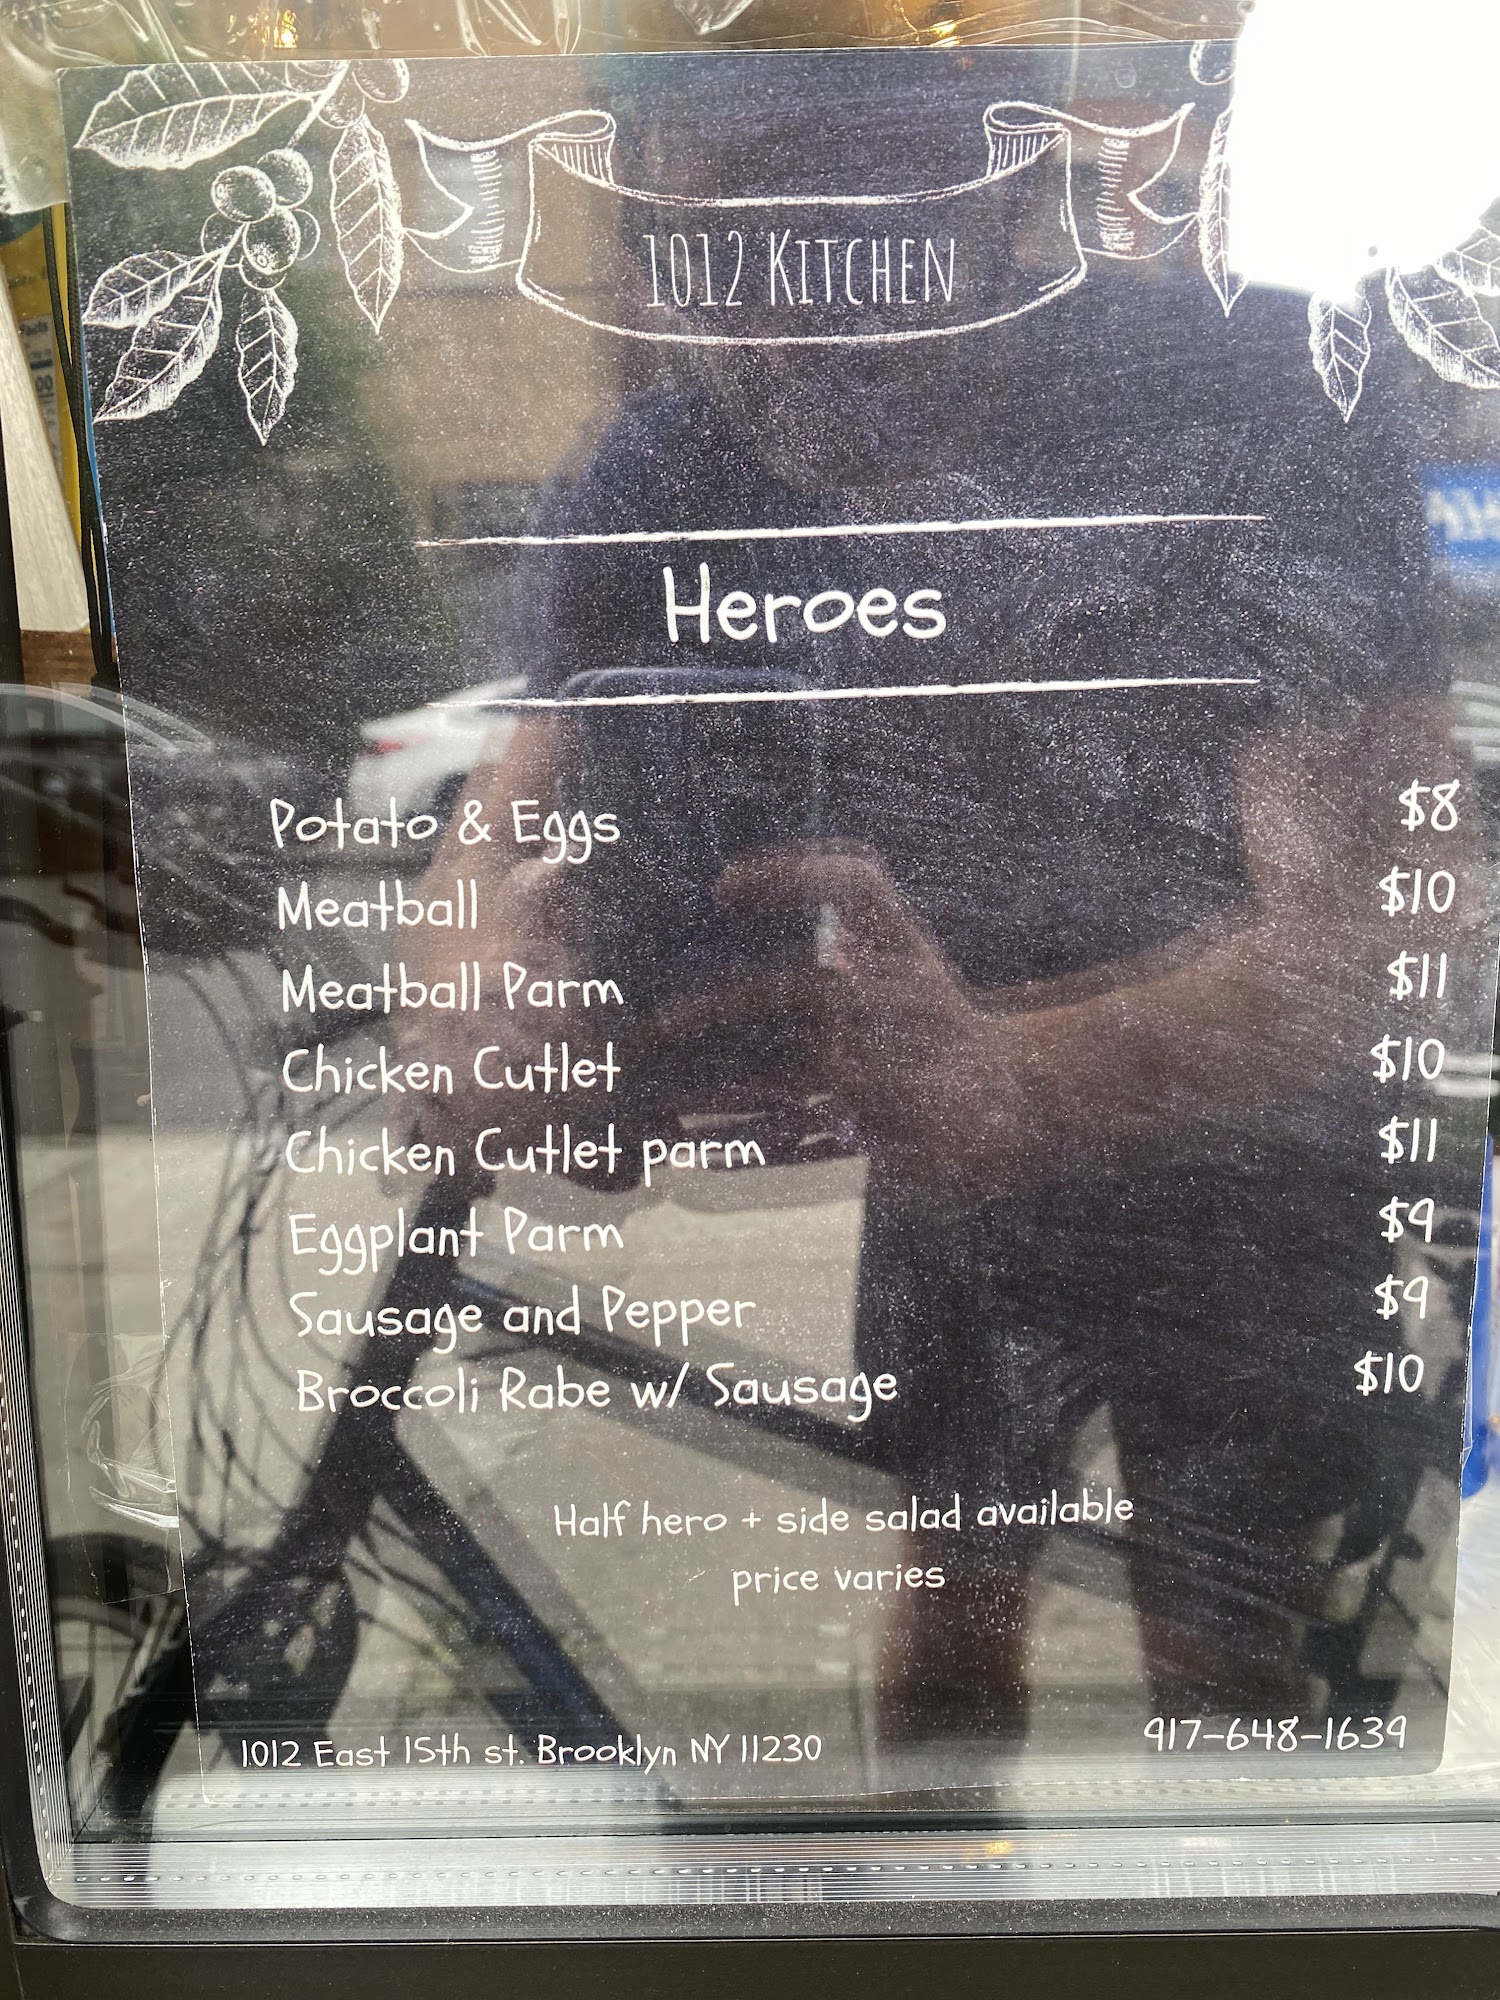 1012 KITCHEN
Heroes
Potato & Eggs $8
Meatball $10
Meatball Parm $11
Chicken Cutlet $10
Chicken Cutlet parm $11
Eggplant Parm $9
Sausage and Pepper $9
Broccoli Rabe w/ Sausage $10
Half hero + side salad available
price varies
1012 East 15th st. Brooklyn NY 11230 917-648-1639